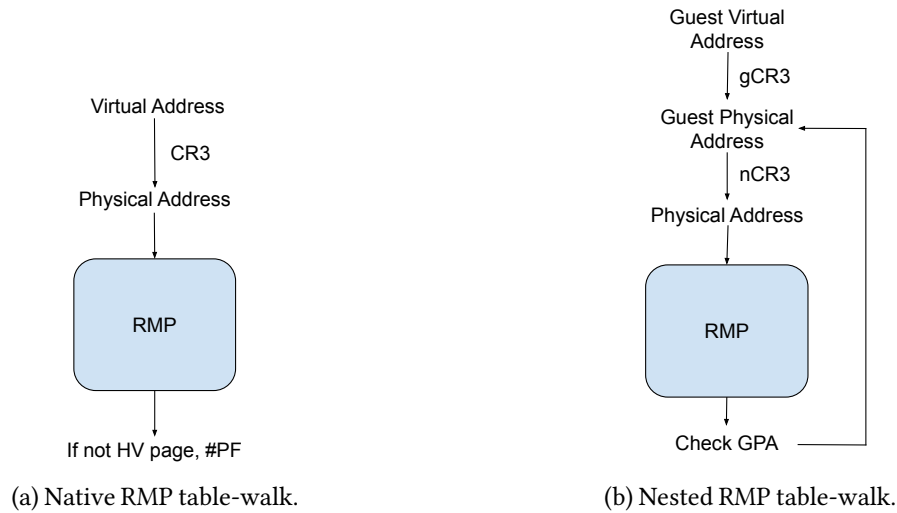 Virtual Address
CR3
Physical Address
RMP
If not HV page, #PF
(a) Native RMP table-walk.
Guest Virtual
Address
gCR3
Guest Physical
Address
nCR3
Physical Address
RMP
Check GPA
(b) Nested RMP table-walk.